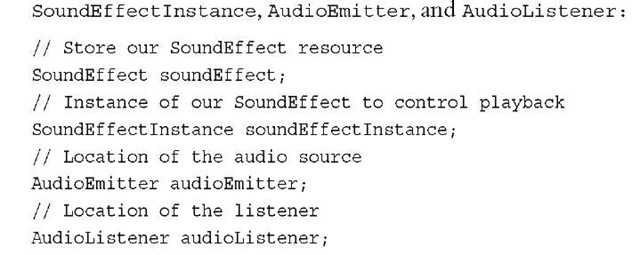 SoundEffectInstance, AudioEmitter, and AudioListener:
// Store our SoundEffect resource
SoundEffect soundEffect;
// Instance of our SoundEffect to control playback
SoundEffectInstance soundEffectInstance;
// Location of the audio source
AudioEmitter audioEmitter;
// Location of the listener
AudioListener audioListener;